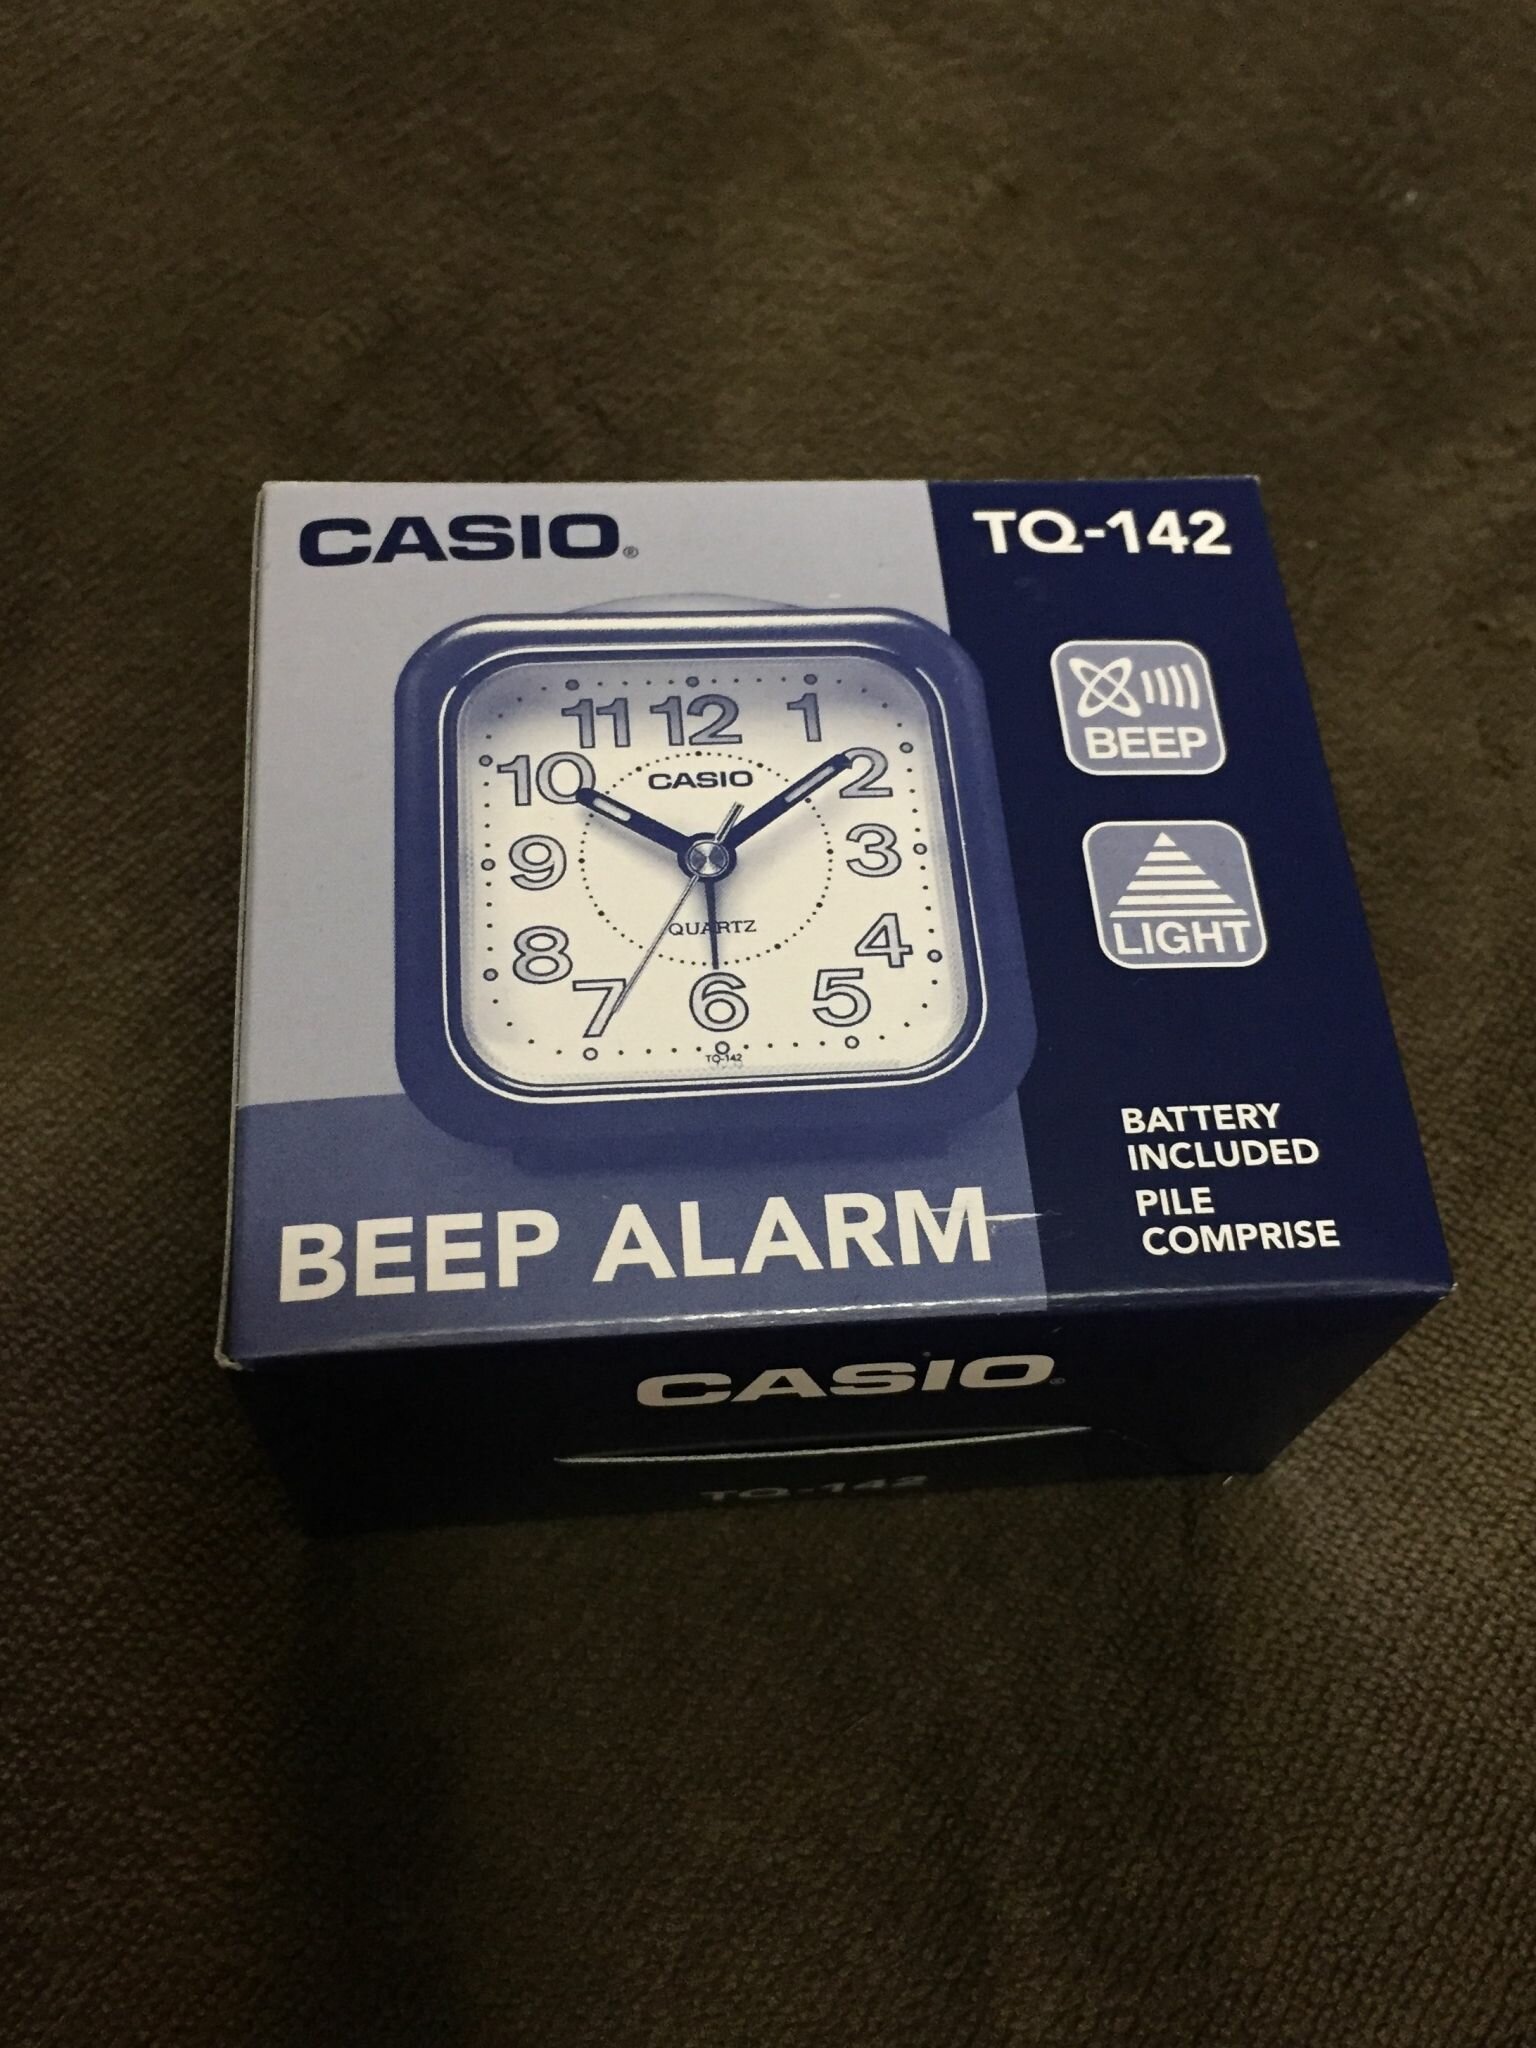 CASIO®
TQ-142
11 12 1
10 2
CASIO
9 3
QUARTZ
8 4
7 6 5
TQ-142
BEEP
LIGHT
BATTERY
INCLUDED
PILE
COMPRISE
BEEP ALARM
CASIO®
TQ-142